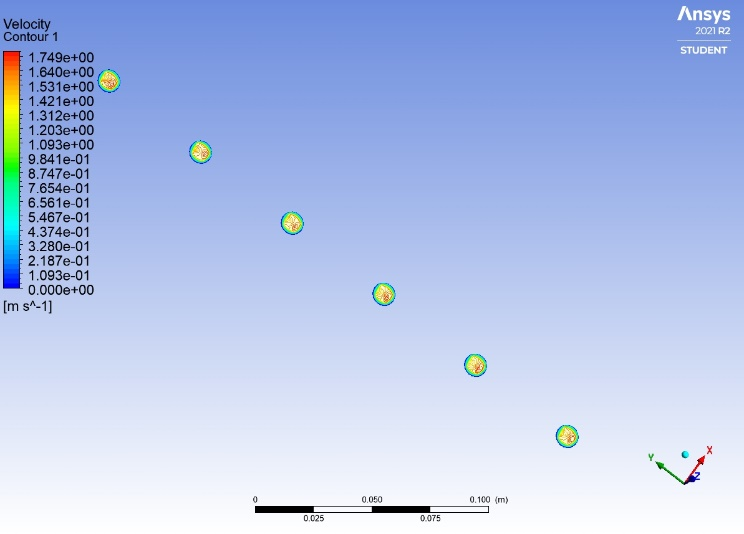 Ansys
2021 R2
STUDENT
Velocity
Contour 1
1.749e+00
1.640e+00
1.531e+00
1.421e+00
1.312e+00
1.203e+00
1.093e+00
9.841e-01
8.747e-01
7.654e-01
6.561e-01
5.467e-01
4.374e-01
3.280e-01
2.187e-01
1.093e-01
0.000e+00
[m s^-1]
X
Y
Z
0 0.050 0.100 (m)
0.025 0.075